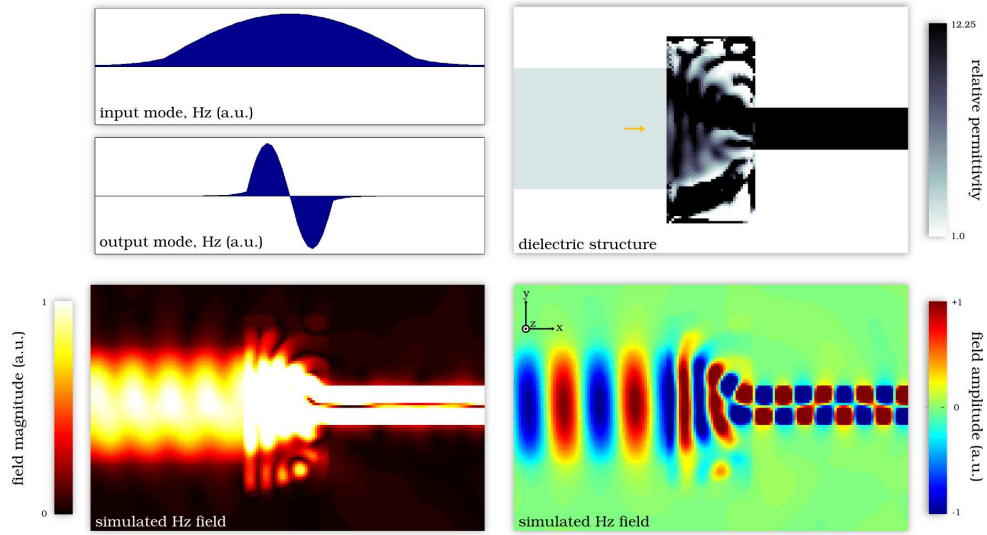 input mode, Hz (a.u.)
output mode, Hz (a.u.)
dielectric structure
12.25
relative permittivity
1.0
field magnitude (a.u.)
1
0
simulated Hz field
y
z
x
simulated Hz field
+1
0
-1
field amplitude (a.u.)